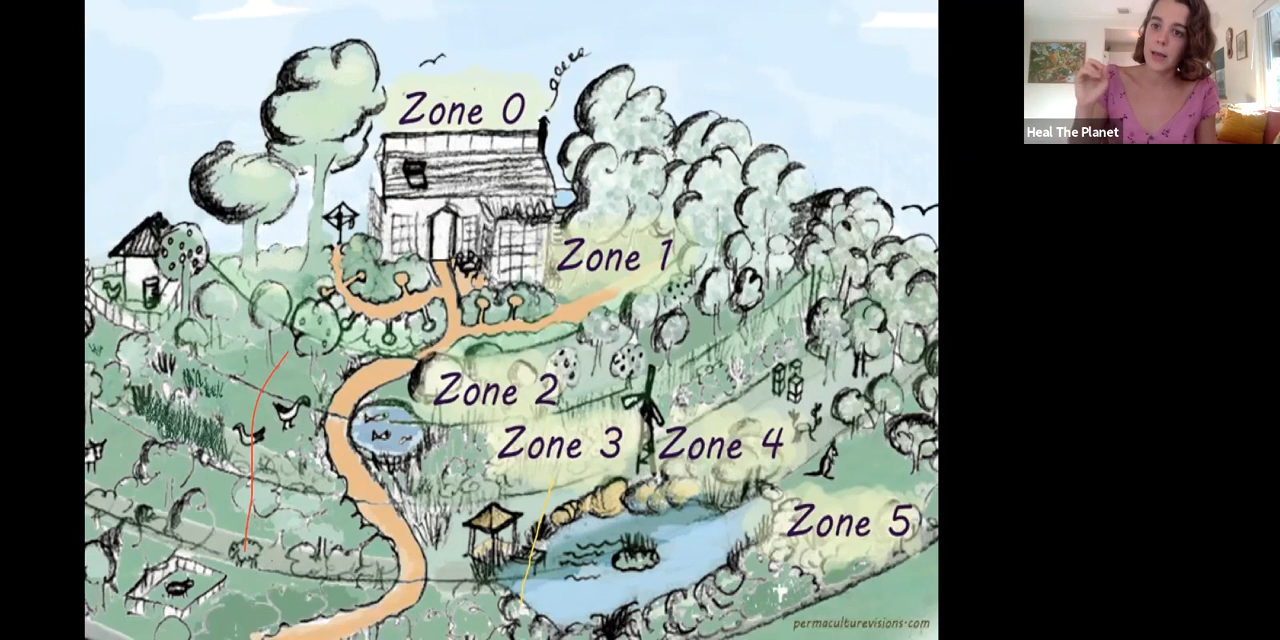 Zone 0
Heal The Planet
Zone 1
Zone 2
Zone 3
Zone 4
Zone 5
permaculturevisions.com